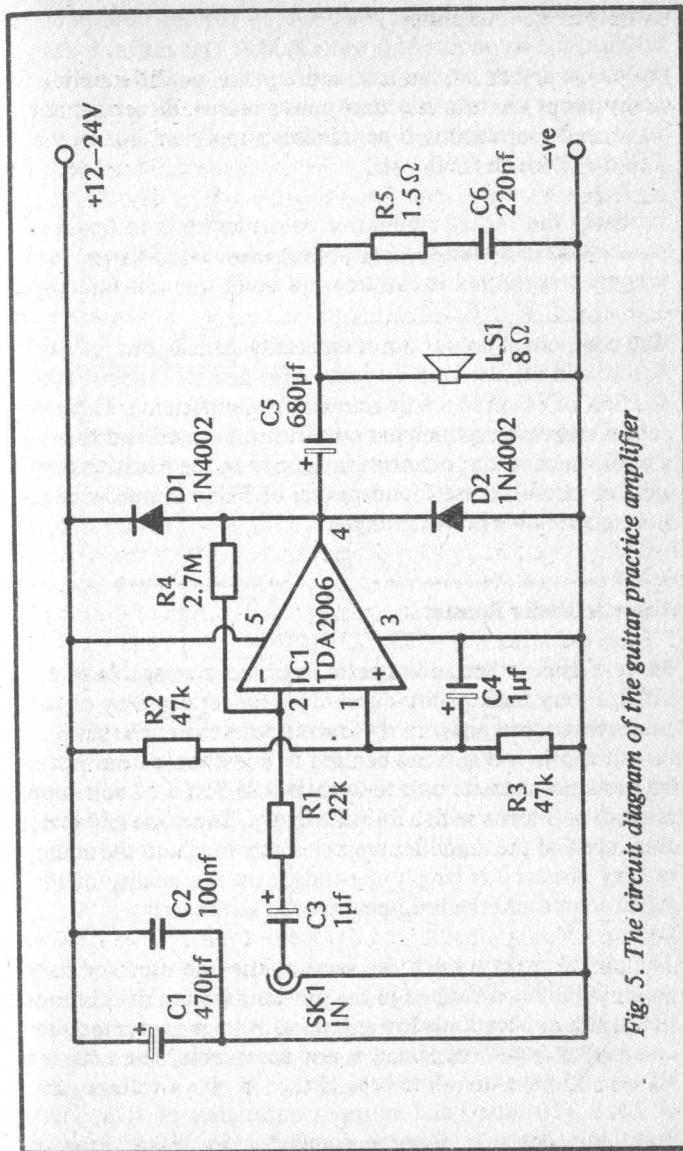 +12–24V
C1
470µf
C2
100nf
R2
47k
R4
2.7M
D1
1N4002
C5
680µf
R5
1.5Ω
C6
220nf
LS1
8Ω
D2
1N4002
5
4
3
2
1
IC1
TDA2006
R1
22k
C3
1µf
SK1
IN
C4
1µf
R3
47k
−ve
Fig. 5. The circuit diagram of the guitar practice amplifier